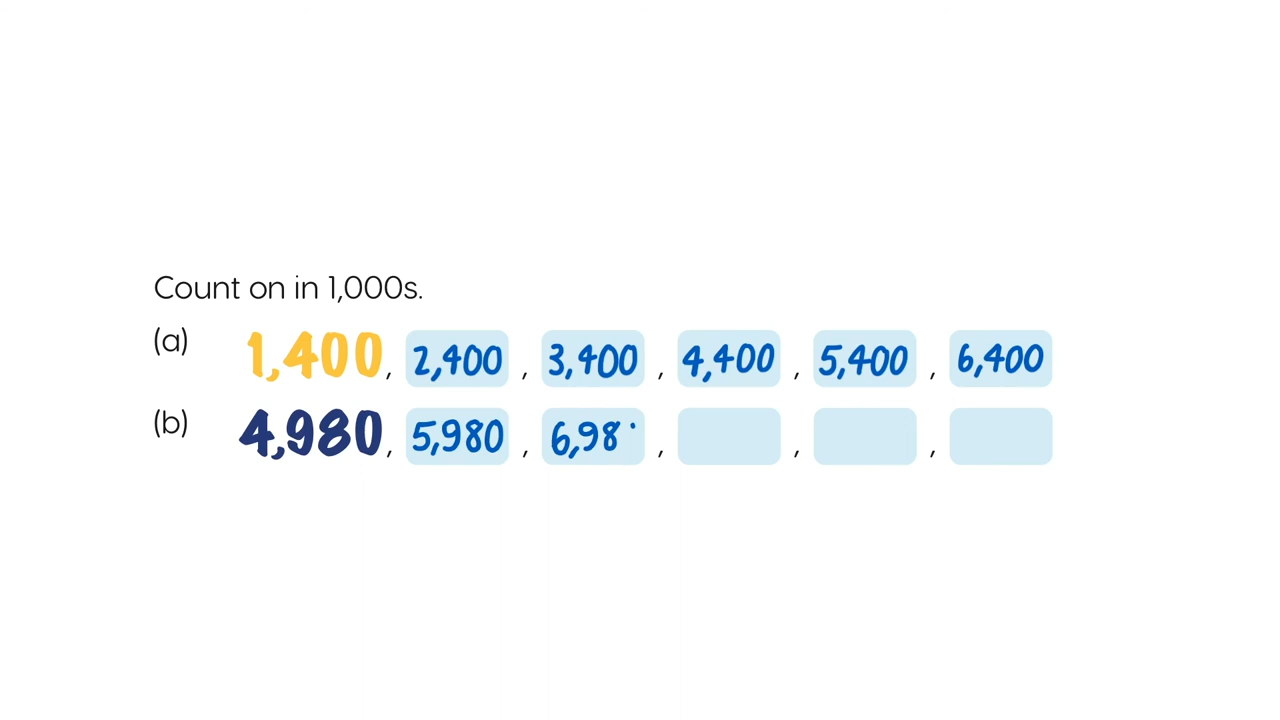 Count on in 1,000s.
(a) 1,400, 2,400, 3,400, 4,400, 5,400, 6,400
(b) 4,980, 5,980, 6,98 , , ,